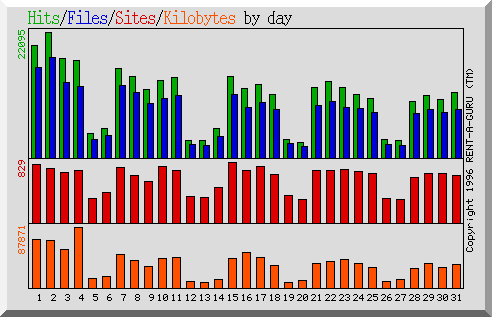 Hits/Files/Sites/Kilobytes by day
22095
829
87871
Copyright 1996 RENT-A-GURU (TM)
1 2 3 4 5 6 7 8 9 10 11 12 13 14 15 16 17 18 19 20 21 22 23 24 25 26 27 28 29 30 31